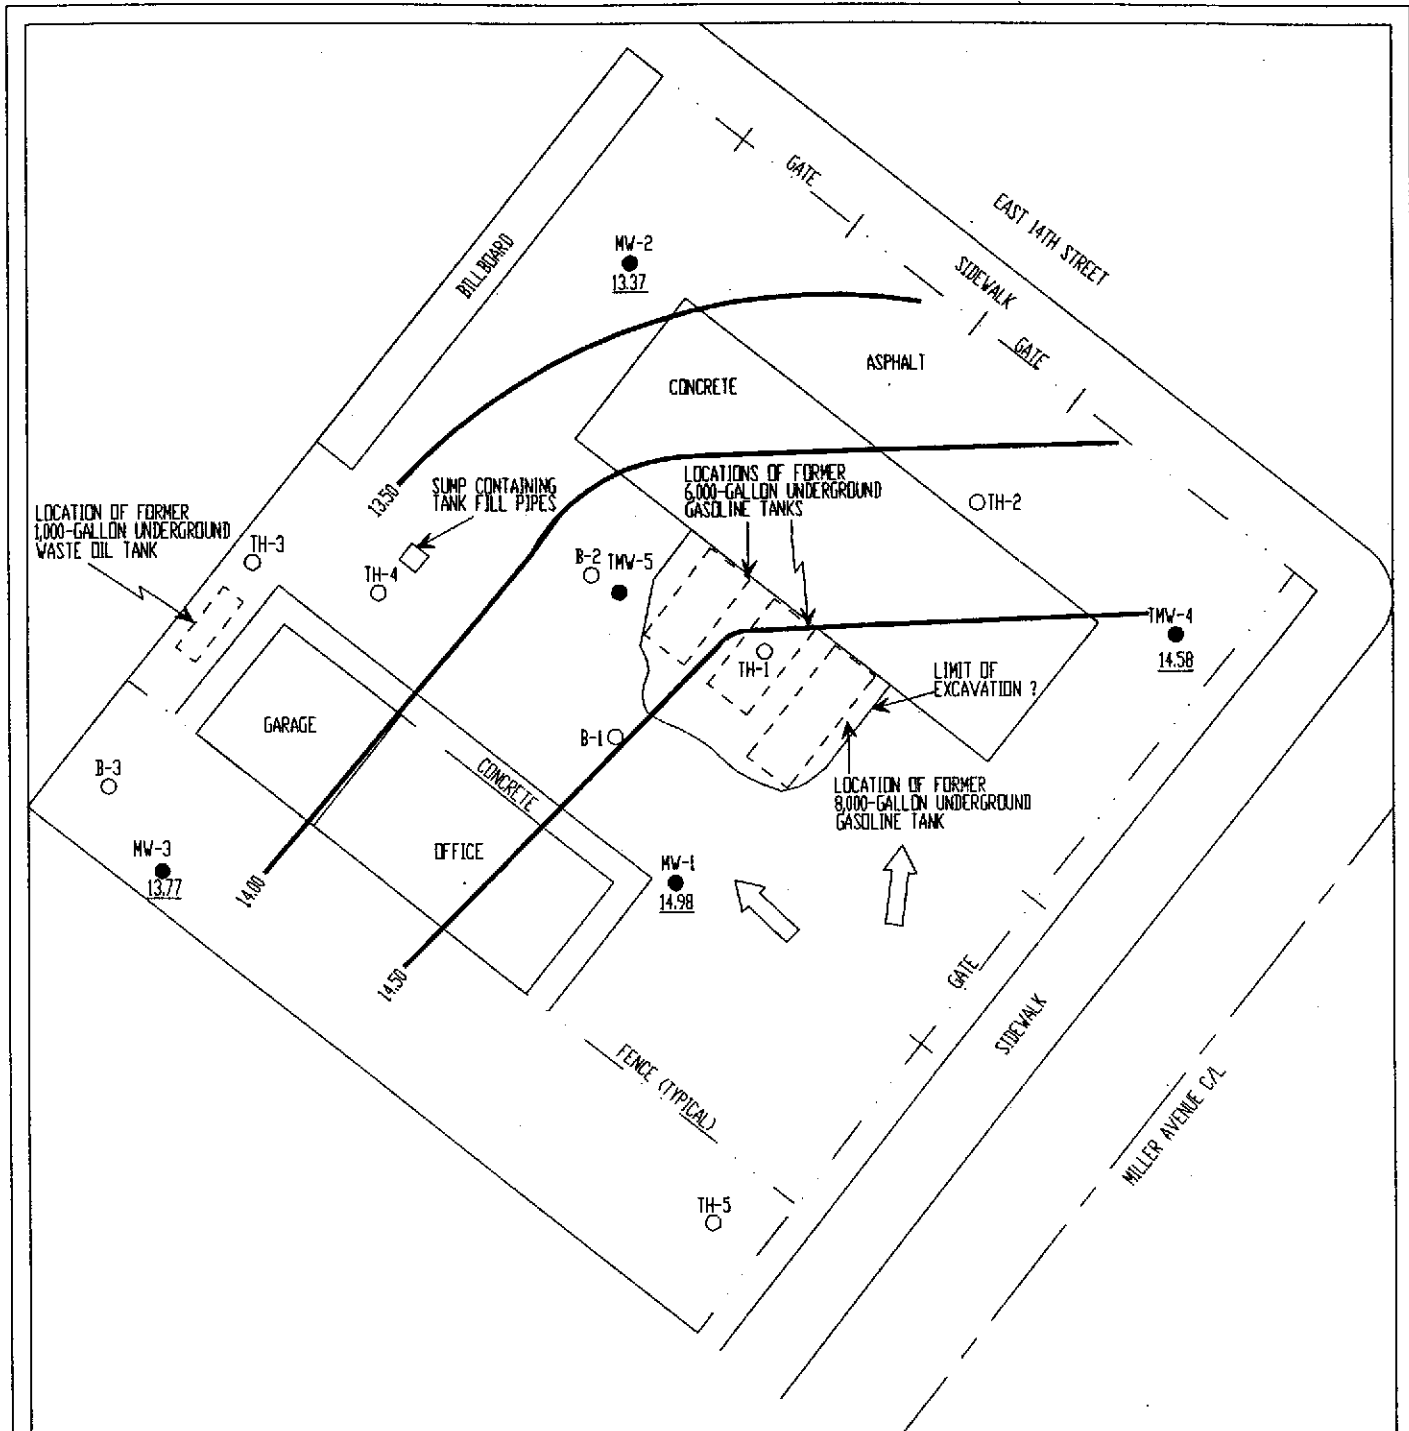 GATE
EAST 14TH STREET
SIDEWALK
GATE
BILLBOARD
MW-2
13.37
ASPHALT
CONCRETE
13.50
SUMP CONTAINING
TANK FILL PIPES
LOCATIONS OF FORMER
6,000-GALLON UNDERGROUND
GASOLINE TANKS
TH-2
LOCATION OF FORMER
1,000-GALLON UNDERGROUND
WASTE OIL TANK
TH-3
TH-4
B-2
TMW-5
TMW-4
14.58
TH-1
LIMIT OF
EXCAVATION ?
GARAGE
B-1
B-3
CONCRETE
LOCATION OF FORMER
8,000-GALLON UNDERGROUND
GASOLINE TANK
OFFICE
MW-3
13.77
14.00
MW-1
14.98
14.50
GATE
SIDEWALK
FENCE (TYPICAL)
MILLER AVENUE C/L
TH-5